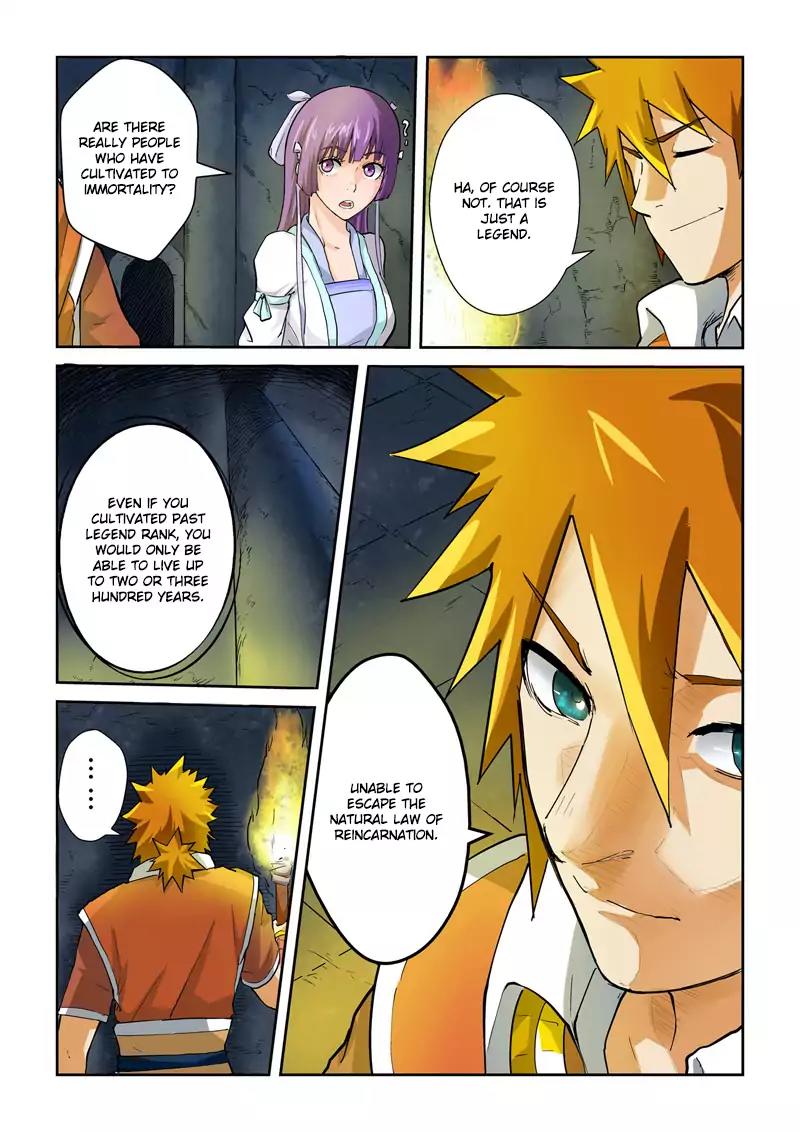 ARE THERE
REALLY PEOPLE
WHO HAVE
CULTIVATED TO
IMMORTALITY?
? !
HA, OF COURSE
NOT. THAT IS
JUST A
LEGEND.
EVEN IF YOU
CULTIVATED PAST
LEGEND RANK, YOU
WOULD ONLY BE
ABLE TO LIVE UP
TO TWO OR THREE
HUNDRED YEARS.
UNABLE TO
ESCAPE THE
NATURAL LAW OF
REINCARNATION.
......